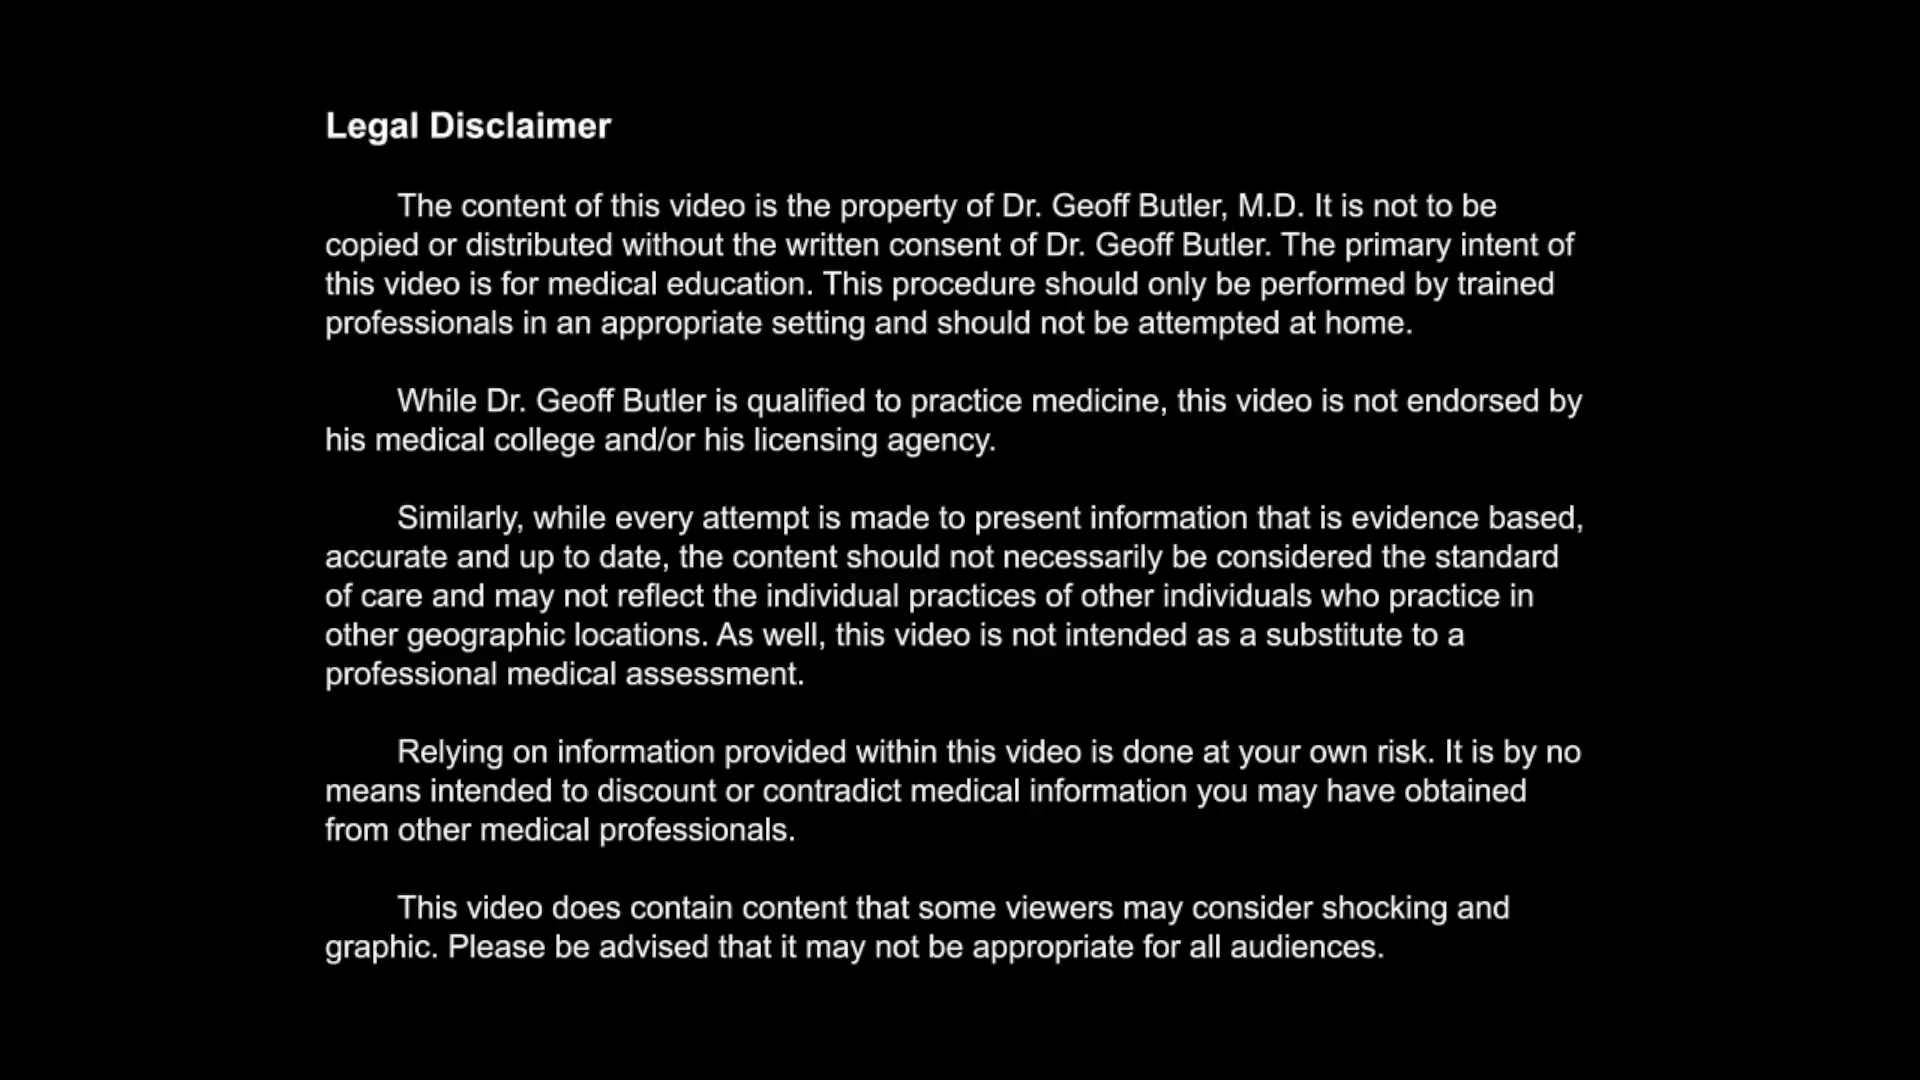 Legal Disclaimer
The content of this video is the property of Dr. Geoff Butler, M.D. It is not to be
copied or distributed without the written consent of Dr. Geoff Butler. The primary intent of
this video is for medical education. This procedure should only be performed by trained
professionals in an appropriate setting and should not be attempted at home.
While Dr. Geoff Butler is qualified to practice medicine, this video is not endorsed by
his medical college and/or his licensing agency.
Similarly, while every attempt is made to present information that is evidence based,
accurate and up to date, the content should not necessarily be considered the standard
of care and may not reflect the individual practices of other individuals who practice in
other geographic locations. As well, this video is not intended as a substitute to a
professional medical assessment.
Relying on information provided within this video is done at your own risk. It is by no
means intended to discount or contradict medical information you may have obtained
from other medical professionals.
This video does contain content that some viewers may consider shocking and
graphic. Please be advised that it may not be appropriate for all audiences.